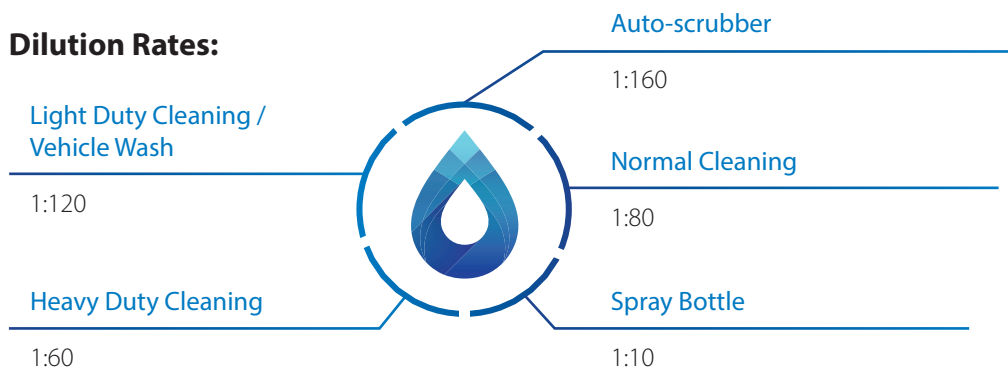 Dilution Rates:
Auto-scrubber
1:160
Light Duty Cleaning /
Vehicle Wash
1:120
Normal Cleaning
1:80
Heavy Duty Cleaning
1:60
Spray Bottle
1:10